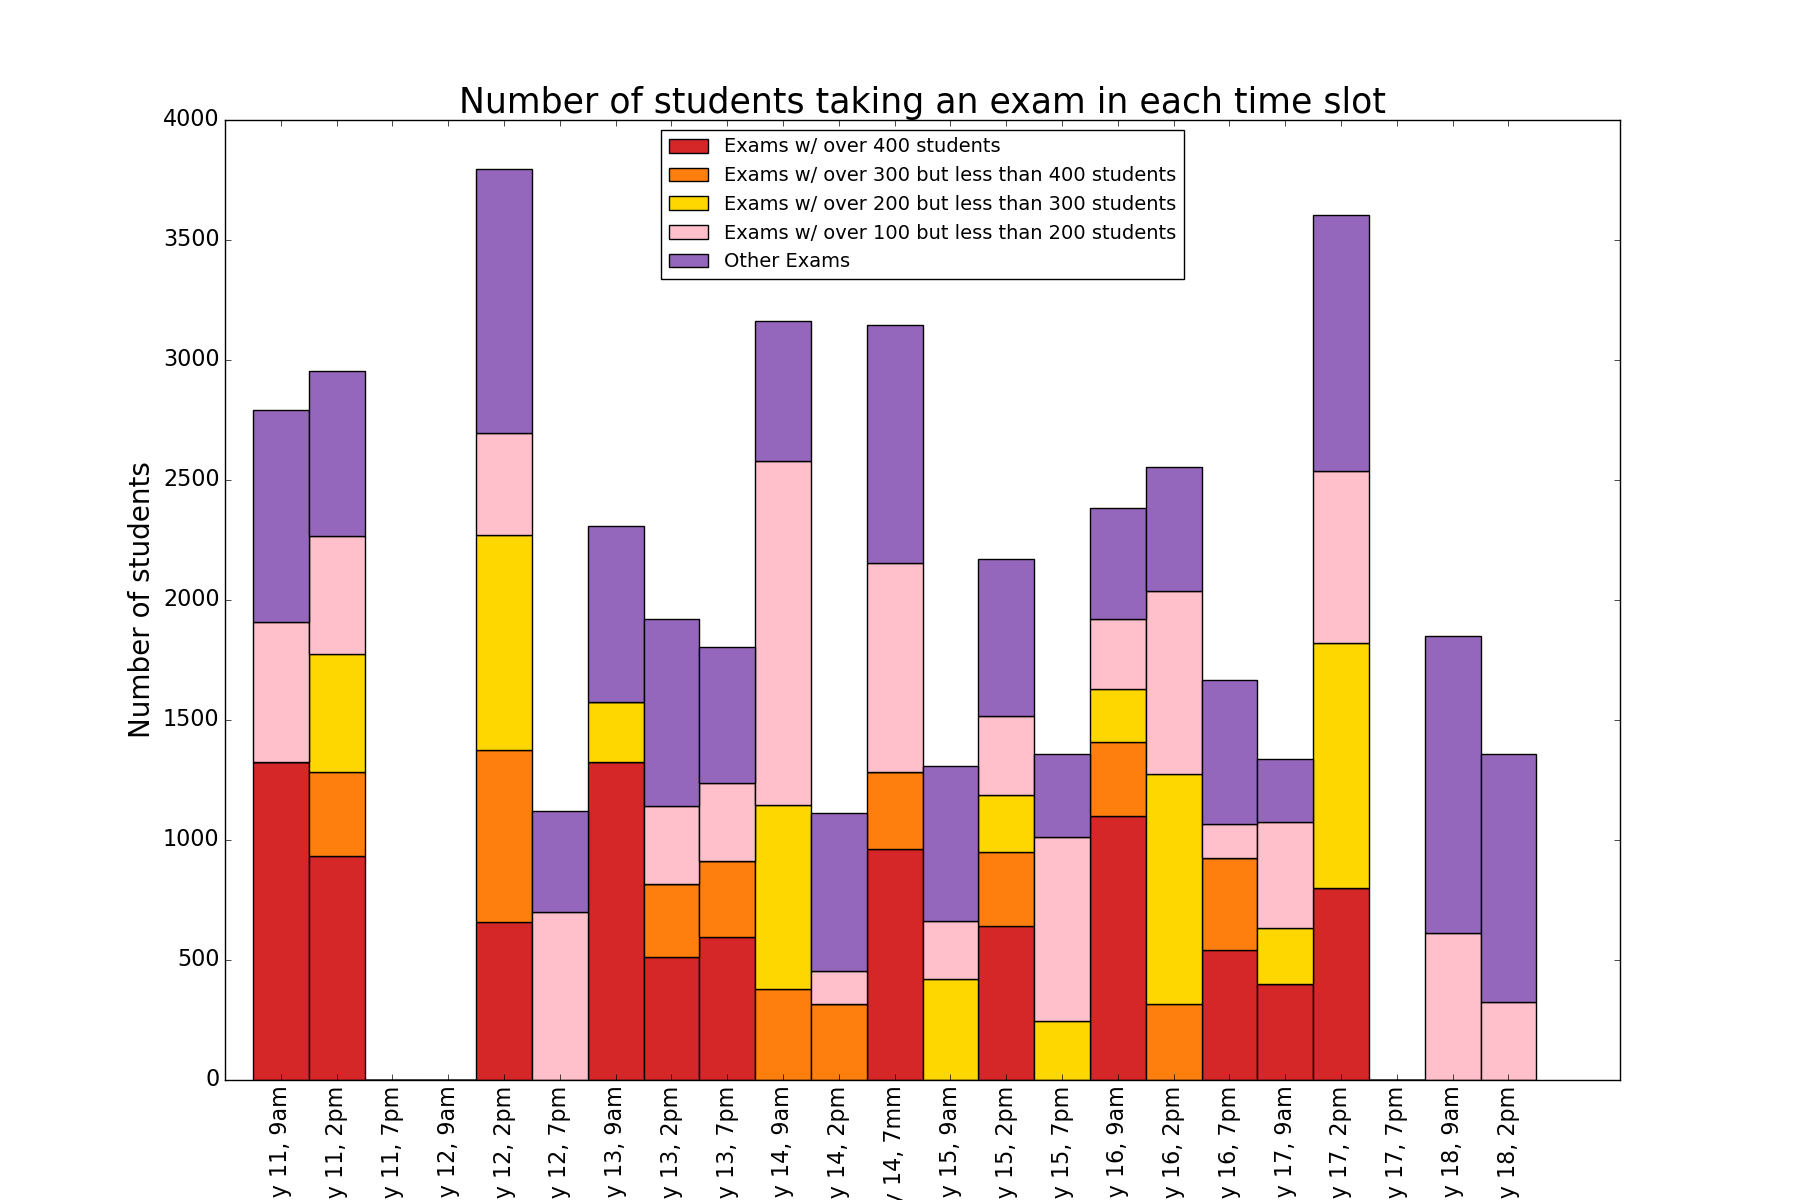 Number of students taking an exam in each time slot
Exams w/ over 400 students
Exams w/ over 300 but less than 400 students
Exams w/ over 200 but less than 300 students
Exams w/ over 100 but less than 200 students
Other Exams
Number of students
4000
3500
3000
2500
2000
1500
1000
500
0
y 11, 9am
y 11, 2pm
y 11, 7pm
y 12, 9am
y 12, 2pm
y 12, 7pm
y 13, 9am
y 13, 2pm
y 13, 7pm
y 14, 9am
y 14, 2pm
y 14, 7mm
y 15, 9am
y 15, 2pm
y 15, 7pm
y 16, 9am
y 16, 2pm
y 16, 7pm
y 17, 9am
y 17, 2pm
y 17, 7pm
y 18, 9am
y 18, 2pm